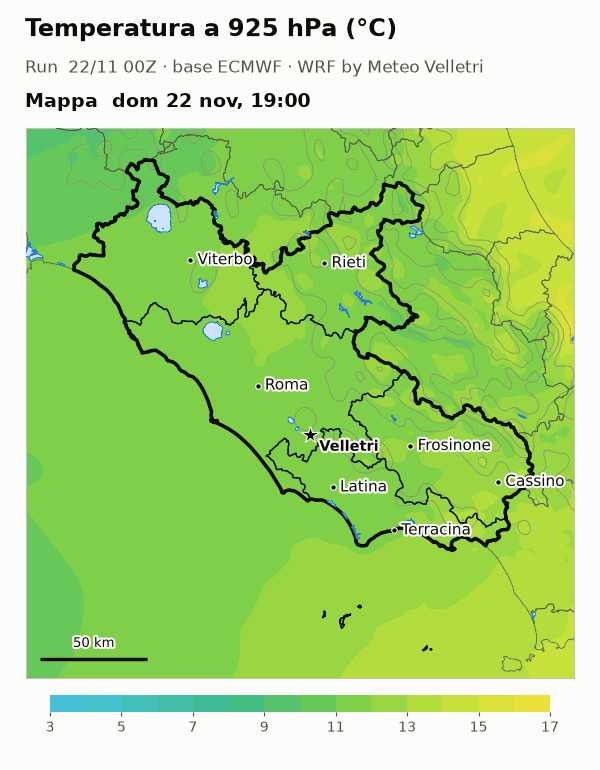 Temperatura a 925 hPa (°C)
Run  22/11 00Z · base ECMWF · WRF by Meteo Velletri
Mappa  dom 22 nov, 19:00
Viterbo
Rieti
Roma
Velletri
Frosinone
Cassino
Latina
Terracina
50 km
3 5 7 9 11 13 15 17